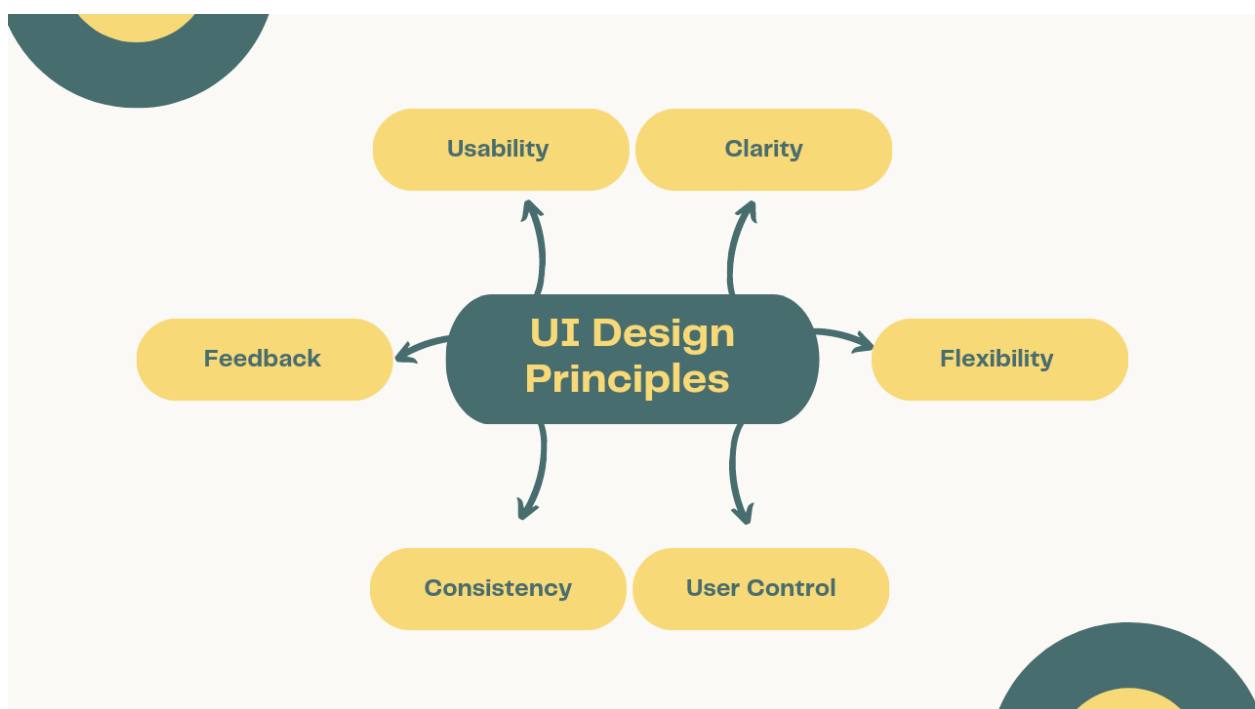 Usability
Clarity
Feedback
UI Design
Principles
Flexibility
Consistency
User Control